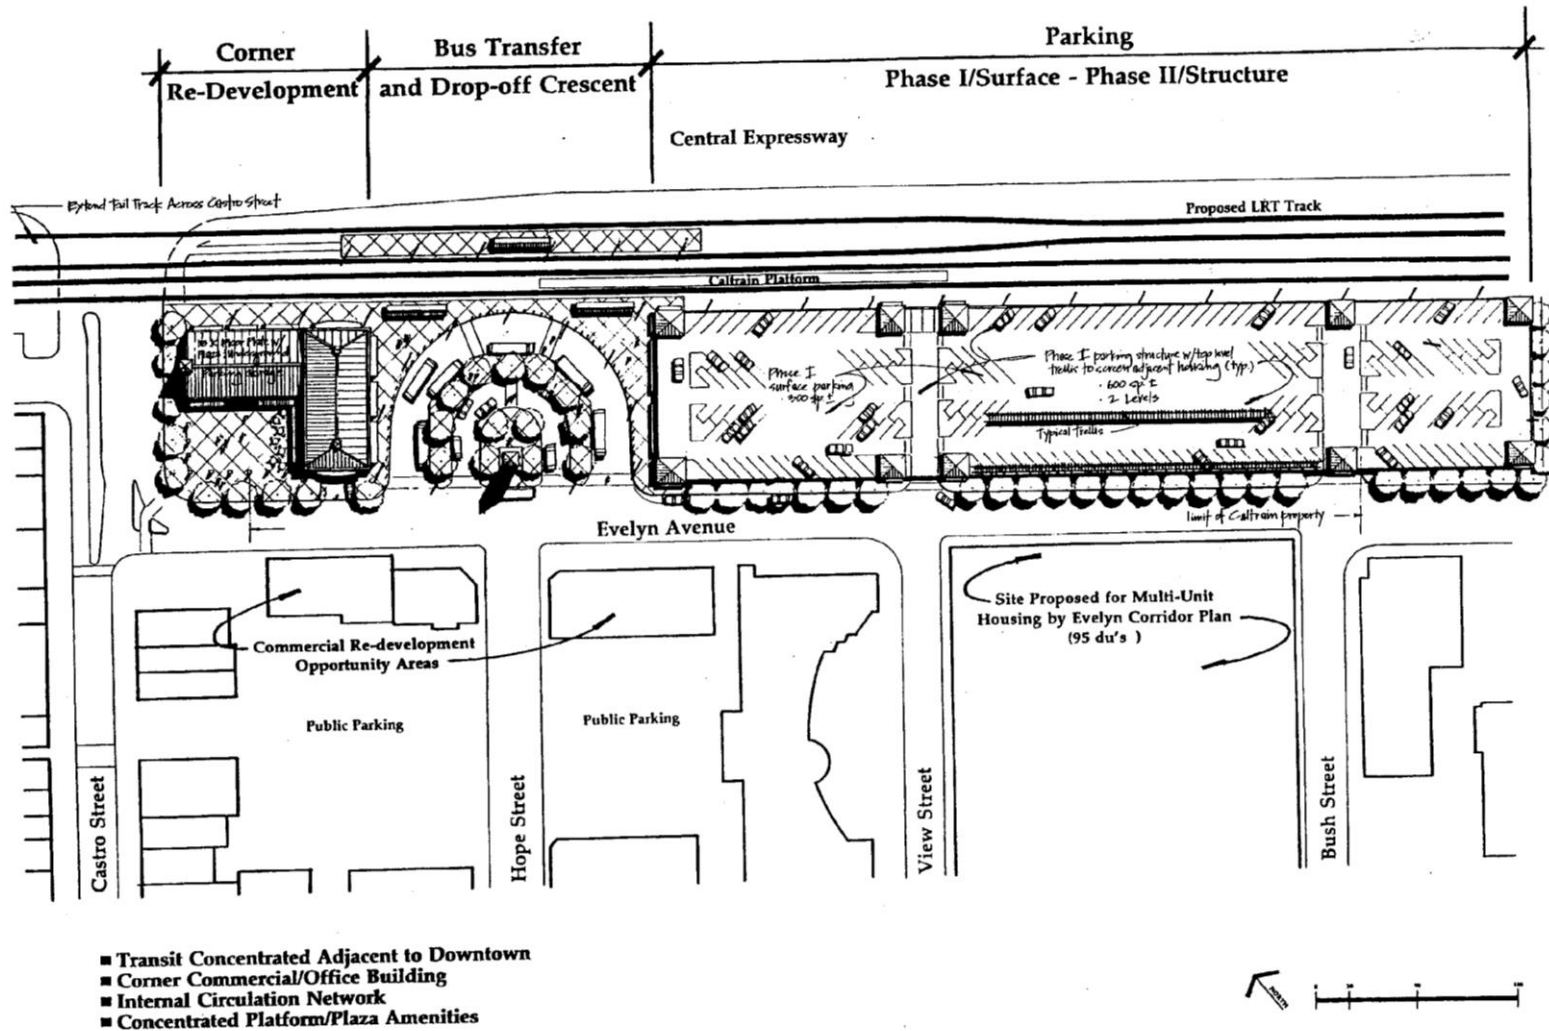 Corner
Re-Development
Bus Transfer
and Drop-off Crescent
Parking
Phase I/Surface - Phase II/Structure
Central Expressway
Extend Tail Track Across Castro Street
Proposed LRT Track
Caltrain Platform
Phase I
surface parking
Phase I parking structure w/top level
trellis to screen adjacent housing (typ.)
2 Levels
Typical Trellis
Evelyn Avenue
limit of Caltrain property
Site Proposed for Multi-Unit
Housing by Evelyn Corridor Plan
(95 du's )
Commercial Re-development
Opportunity Areas
Public Parking
Public Parking
Castro Street
Hope Street
View Street
Bush Street
■ Transit Concentrated Adjacent to Downtown
■ Corner Commercial/Office Building
■ Internal Circulation Network
■ Concentrated Platform/Plaza Amenities
NORTH